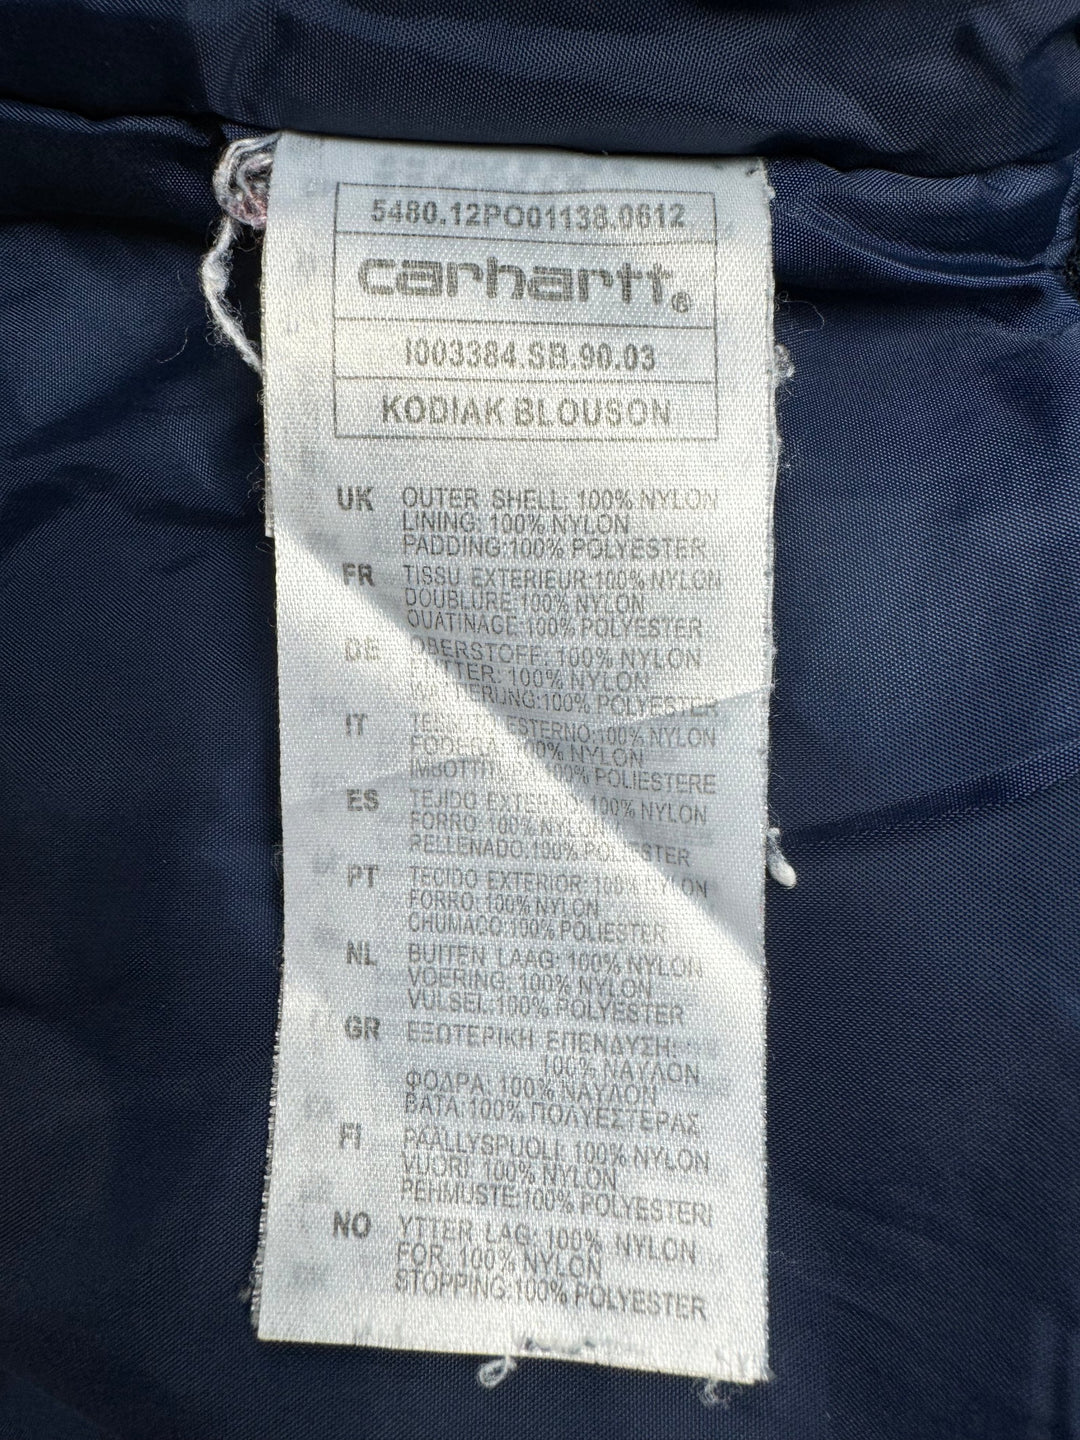 5480.12PO01138.0612
carhartt®
I003384.SB.90.03
KODIAK BLOUSON
UK OUTER SHELL: 100% NYLON
LINING: 100% NYLON
PADDING:100% POLYESTER
FR TISSU EXTERIEUR:100% NYLON
DOUBLURE:100% NYLON
OUATINAGE:100% POLYESTER
DE OBERSTOFF: 100% NYLON
FUTTER: 100% NYLON
WATTIERUNG:100% POLYESTER
IT TESSUTO ESTERNO:100% NYLON
FODERA:100% NYLON
IMBOTTITURA:100% POLIESTERE
ES TEJIDO EXTERNO:100% NYLON
FORRO: 100% NYLON
RELLENADO.100% POLIESTER
PT TECIDO EXTERIOR: 100% NYLON
FORRO: 100% NYLON
CHUMACO:100% POLIESTER
NL BUITEN LAAG: 100% NYLON
VOERING: 100% NYLON
VULSEL:100% POLYESTER
GR ΕΞΩΤΕΡΙΚΗ ΕΠΕΝΔΥΣΗ:
100% ΝΑΥΛΟΝ
ΦΟΔΡΑ: 100% ΝΑΥΛΟΝ
ΒΑΤΑ:100% ΠΟΛΥΕΣΤΕΡΑΣ
FI PÄÄLLYSPUOLI: 100% NYLON
VUORI: 100% NYLON
PEHMUSTE:100% POLYESTERI
NO YTTER LAG: 100% NYLON
FOR: 100% NYLON
STOPPING:100% POLYESTER